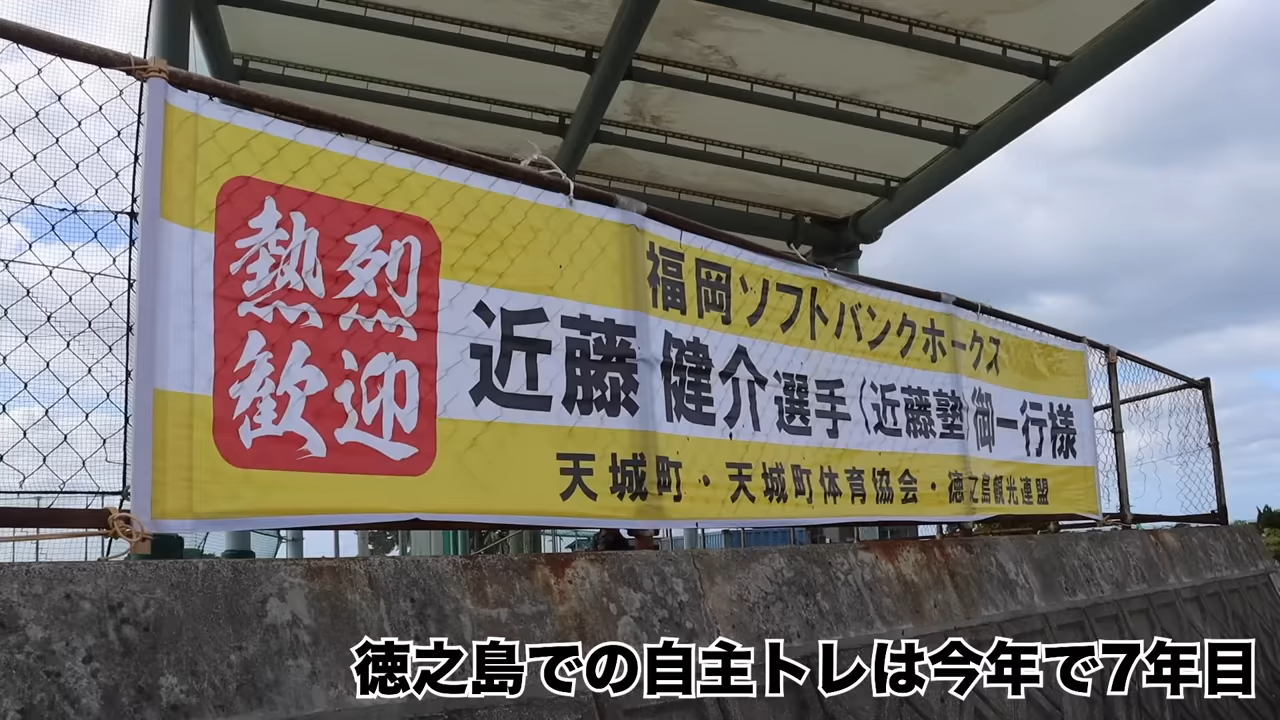 熱烈
歓迎
福岡ソフトバンクホークス
近藤 健介選手(近藤塾)御一行様
天城町・天城町体育協会・徳之島観光連盟
徳之島での自主トレは今年で7年目